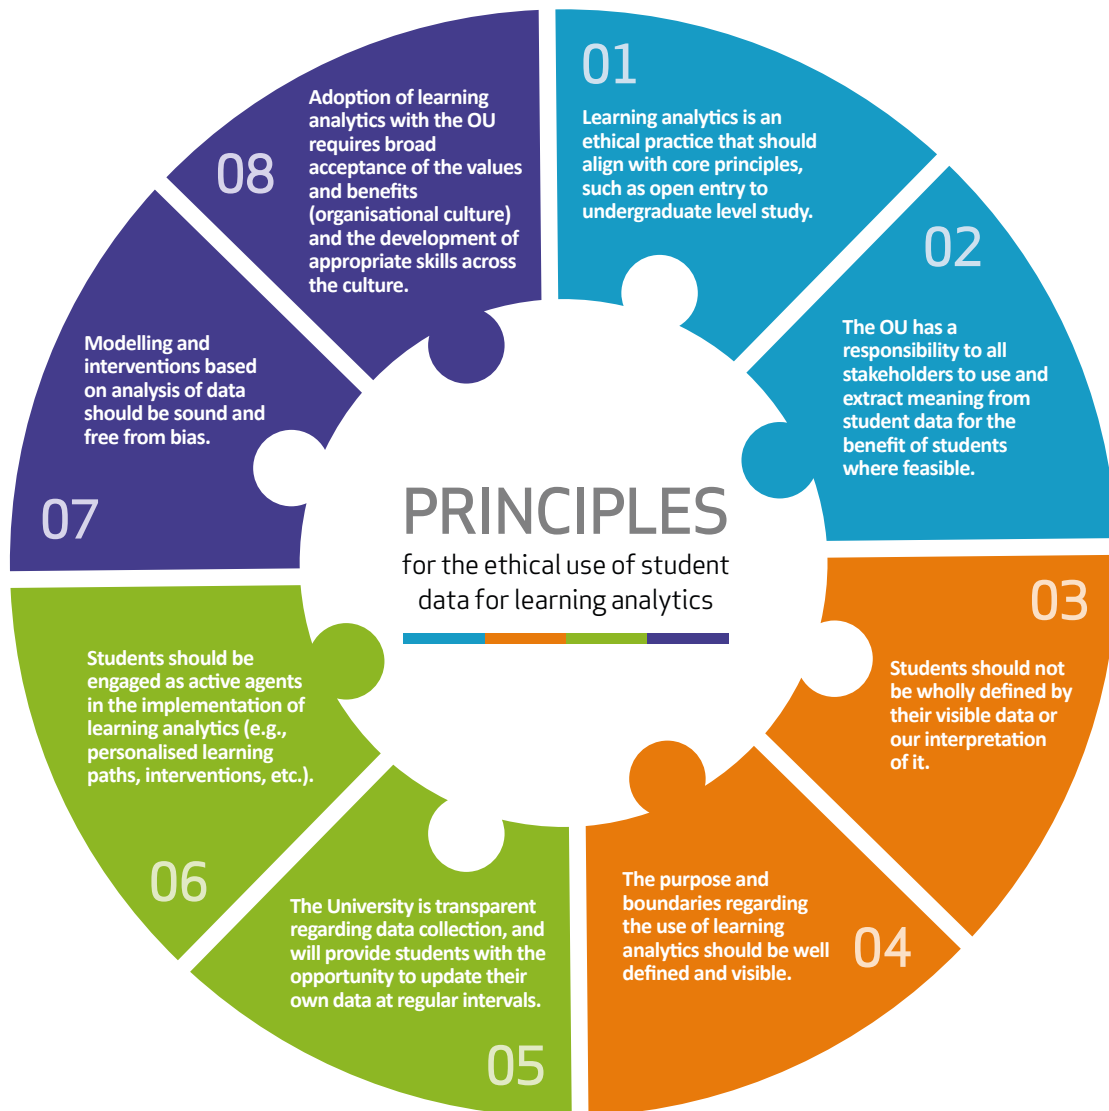 PRINCIPLES
for the ethical use of student
data for learning analytics
01
Learning analytics is an
ethical practice that should
align with core principles,
such as open entry to
undergraduate level study.
02
The OU has a
responsibility to all
stakeholders to use and
extract meaning from
student data for the
benefit of students
where feasible.
03
Students should not
be wholly defined by
their visible data or
our interpretation
of it.
04
The purpose and
boundaries regarding
the use of learning
analytics should be well
defined and visible.
05
The University is transparent
regarding data collection, and
will provide students with the
opportunity to update their
own data at regular intervals.
06
Students should be
engaged as active agents
in the implementation of
learning analytics (e.g.,
personalised learning
paths, interventions, etc.).
07
Modelling and
interventions based
on analysis of data
should be sound and
free from bias.
08
Adoption of learning
analytics with the OU
requires broad
acceptance of the values
and benefits
(organisational culture)
and the development of
appropriate skills across
the culture.